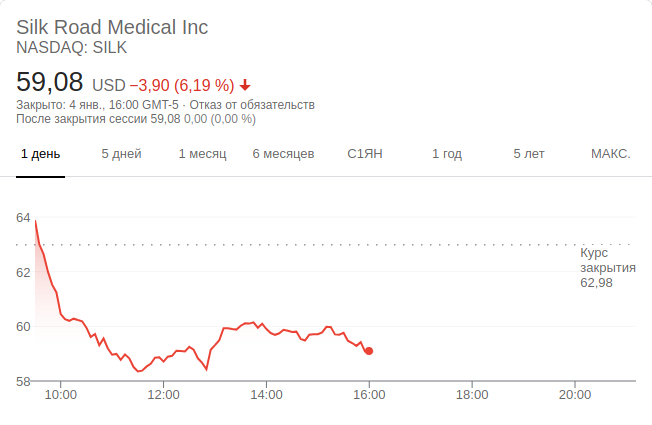 Silk Road Medical Inc
NASDAQ: SILK
59,08 USD −3,90 (6,19 %)
Закрыто: 4 янв., 16:00 GMT-5 · Отказ от обязательств
После закрытия сессии 59,08 0,00 (0,00 %)
1 день 5 дней 1 месяц 6 месяцев С1ЯН 1 год 5 лет МАКС.
64
Курс
закрытия
62,98
62
60
58
10:00 12:00 14:00 16:00 18:00 20:00